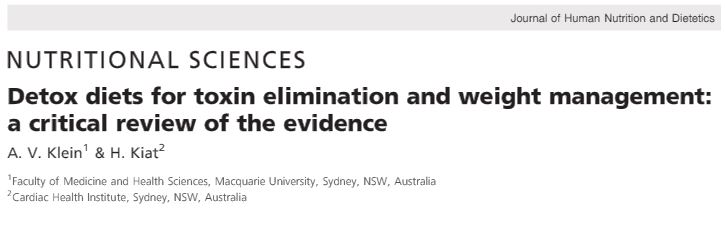 Journal of Human Nutrition and Dietetics
NUTRITIONAL SCIENCES
Detox diets for toxin elimination and weight management:
a critical review of the evidence
A. V. Klein¹ & H. Kiat²
¹Faculty of Medicine and Health Sciences, Macquarie University, Sydney, NSW, Australia
²Cardiac Health Institute, Sydney, NSW, Australia